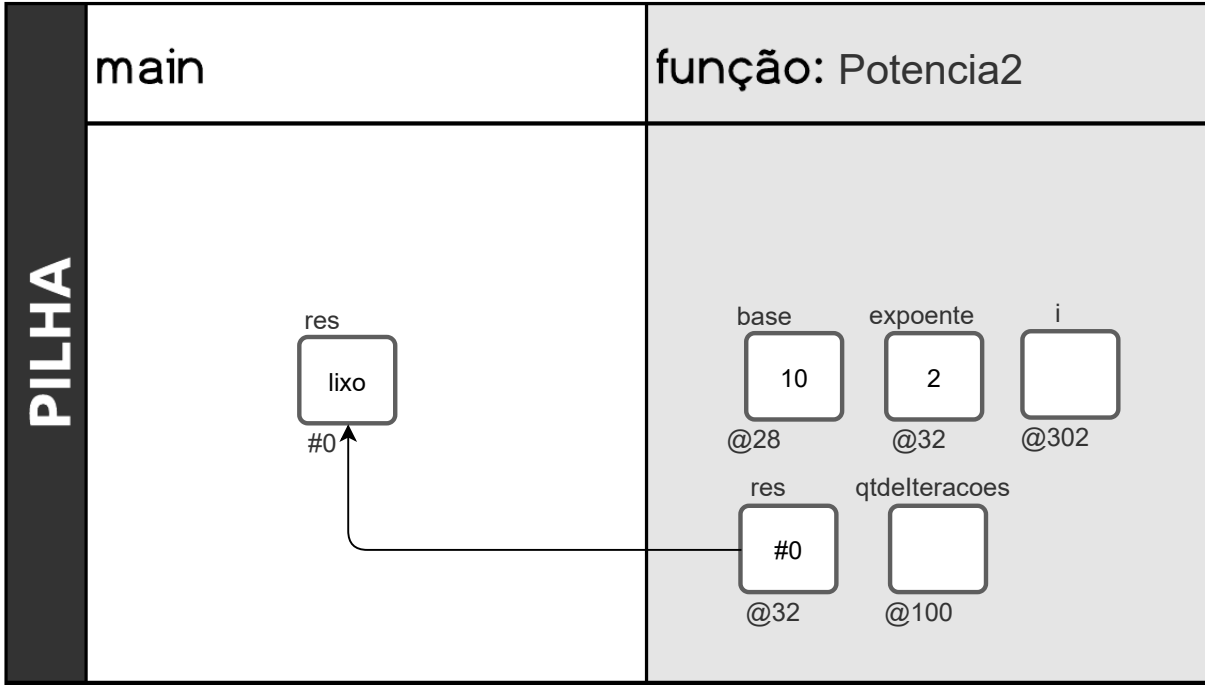 PILHA
main
função: Potencia2
res
lixo
#0
base
expoente
i
10
2
@28
@32
@302
res
qtdeIteracoes
#0
@32
@100